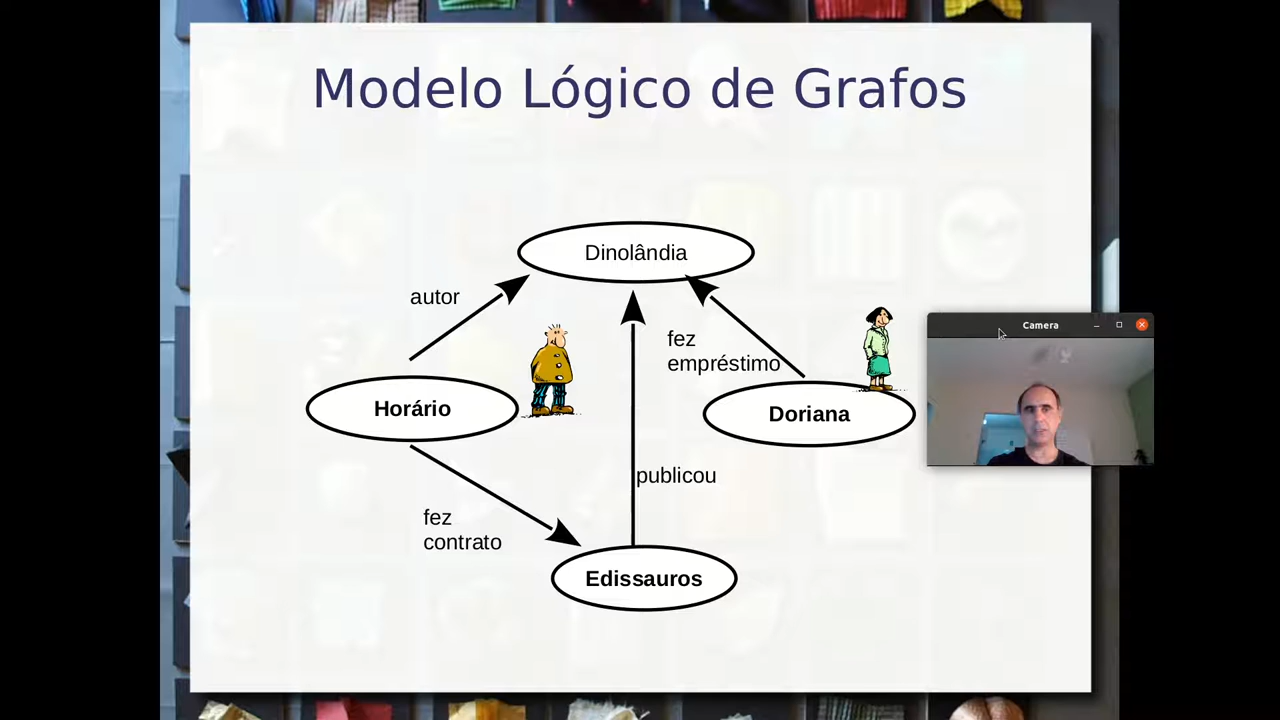 Modelo Lógico de Grafos
Dinolândia
autor
fez
empréstimo
Camera
Horário
Doriana
publicou
fez
contrato
Edissauros